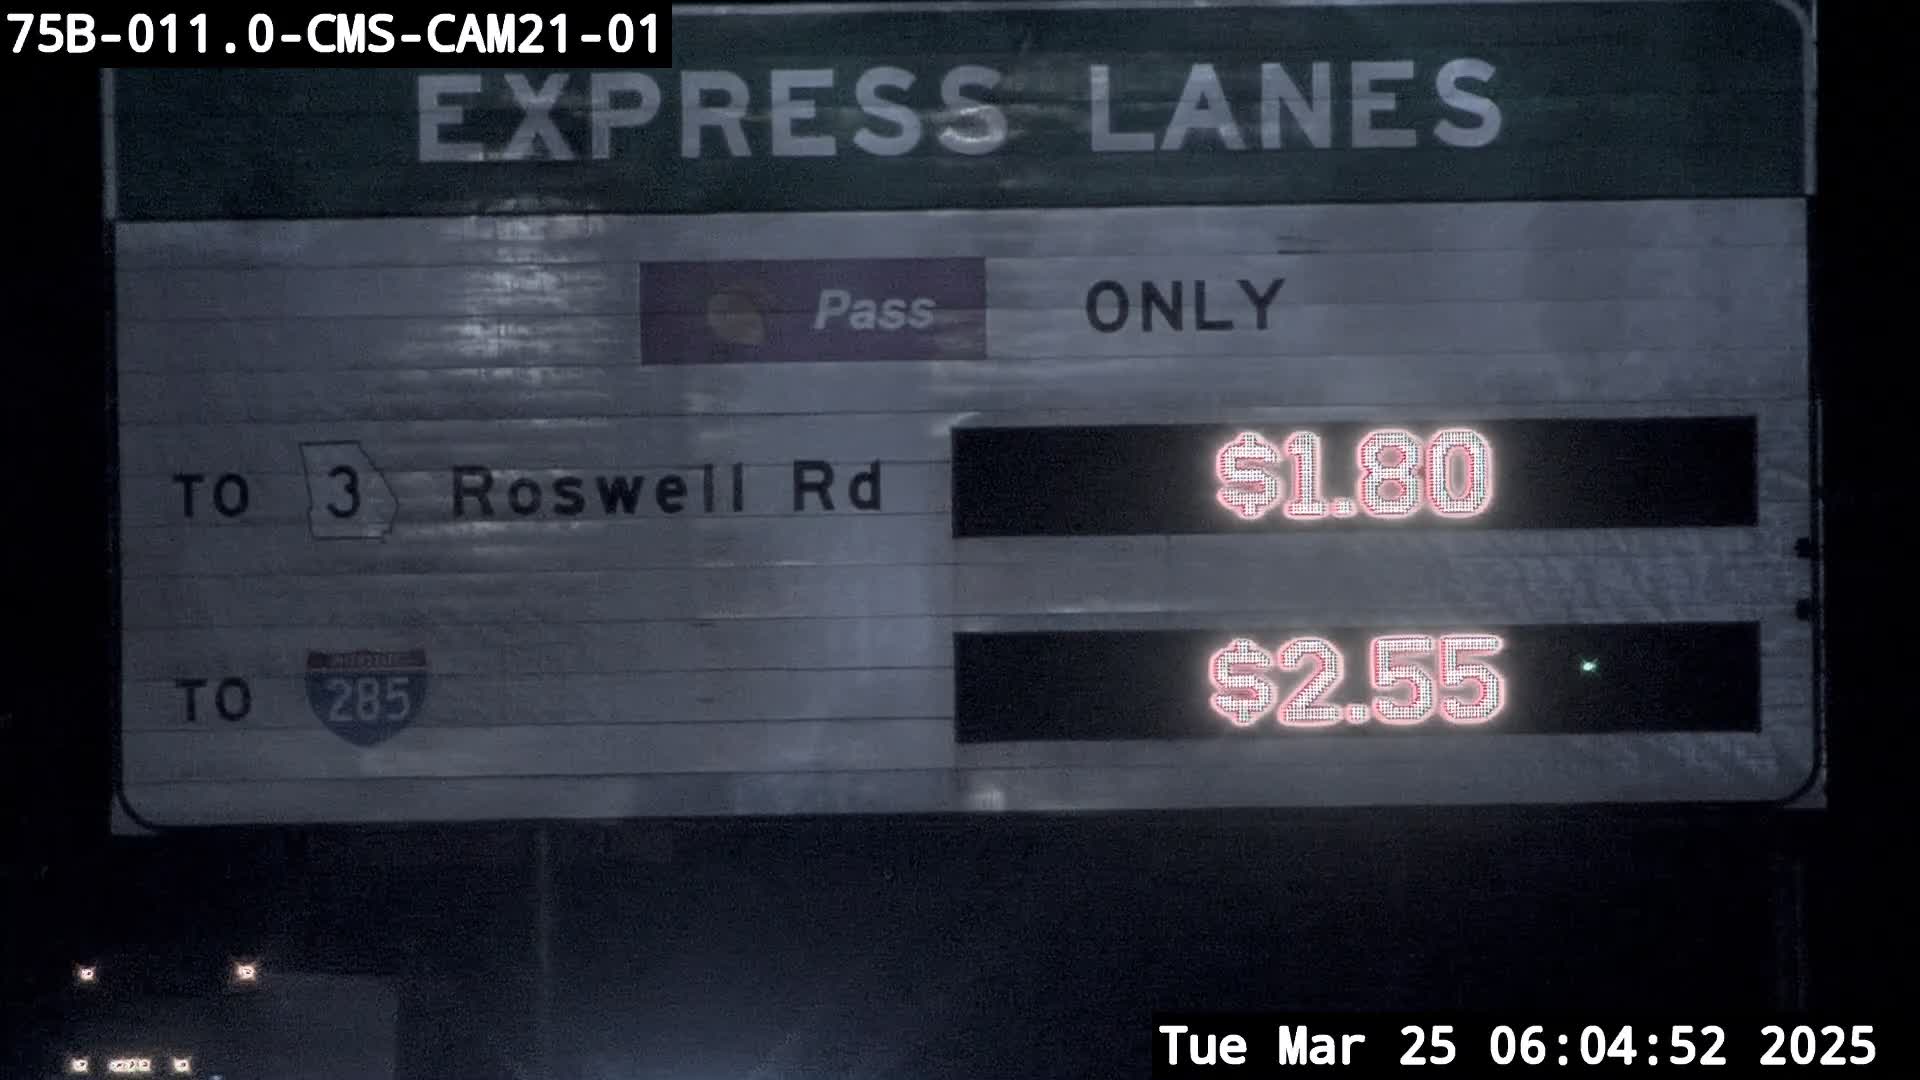 75B-011.0-CMS-CAM21-01
EXPRESS LANES
Pass ONLY
TO 3 Roswell Rd $1.80
TO INTERSTATE 285 $2.55
Tue Mar 25 06:04:52 2025